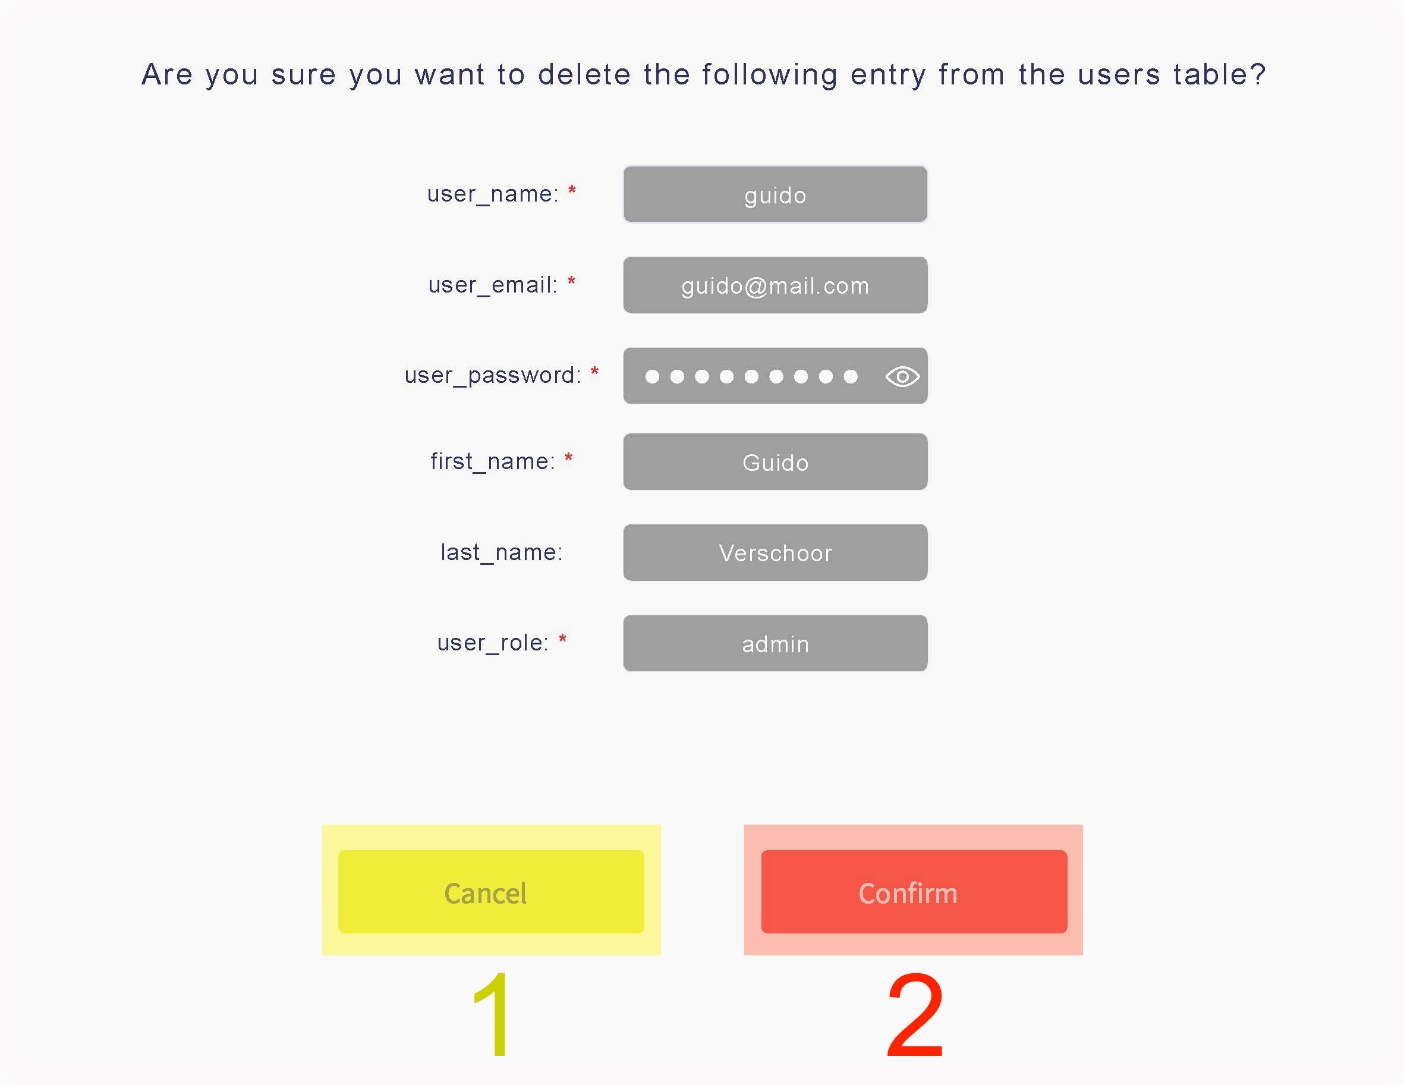 Are you sure you want to delete the following entry from the users table?
user_name: * guido
user_email: * guido@mail.com
user_password: * ●●●●●●●●●
first_name: * Guido
last_name: Verschoor
user_role: * admin
Cancel Confirm
1 2